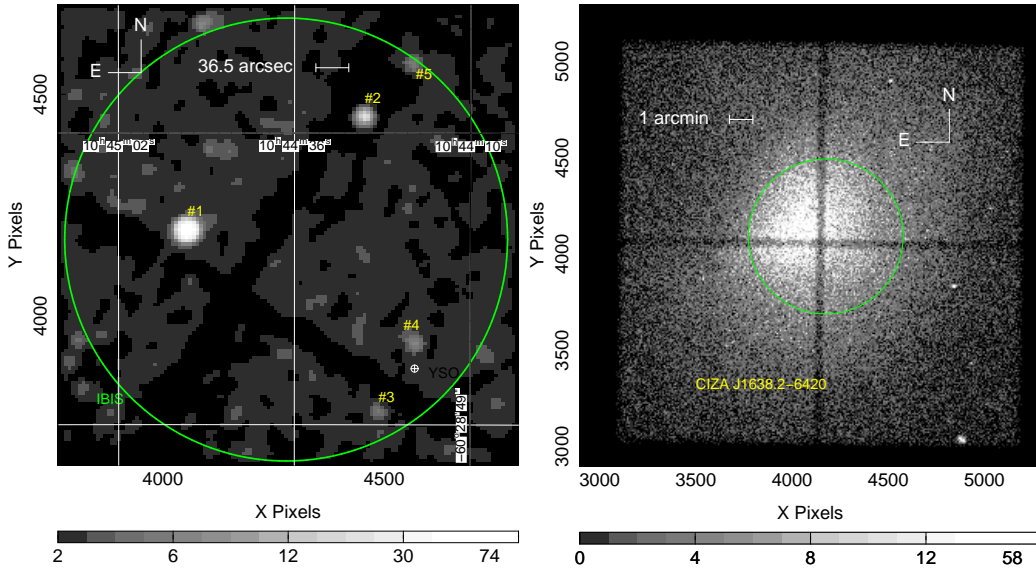 N
E
36.5 arcsec
#5
#2
10ʰ45ᵐ02ˢ
10ʰ44ᵐ36ˢ
10ʰ44ᵐ10ˢ
#1
#4
YSO
#3
IBIS
-60°28'49"
4500
4000
Y Pixels
4000 4500
X Pixels
2 6 12 30 74
N
E
1 arcmin
CIZA J1638.2−6420
5000
4500
4000
3500
3000
Y Pixels
3000 3500 4000 4500 5000
X Pixels
0 4 8 12 58